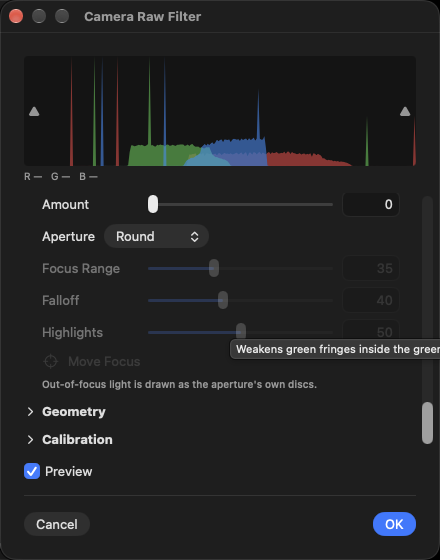 Camera Raw Filter
R — G — B —
Amount 0
Aperture Round
Focus Range 35
Falloff 40
Highlights 50
Weakens green fringes inside the green
Move Focus
Out-of-focus light is drawn as the aperture's own discs.
Geometry
Calibration
Preview
Cancel OK